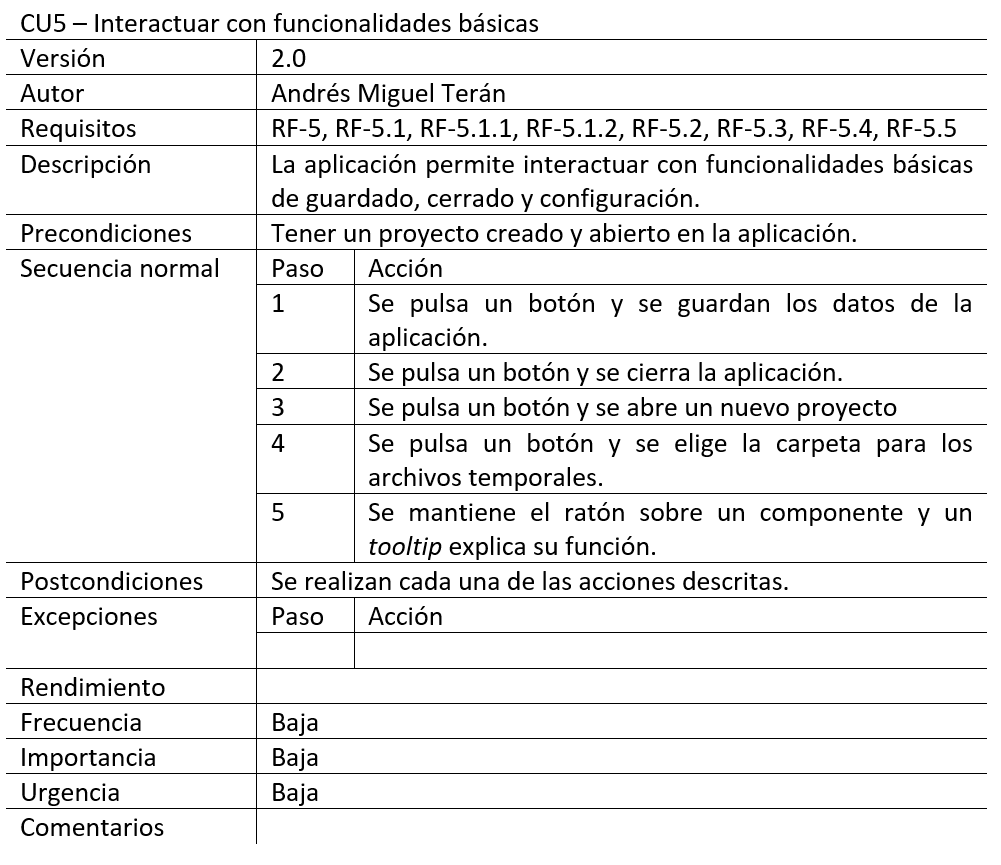 CU5 – Interactuar con funcionalidades básicas
Versión 2.0
Autor Andrés Miguel Terán
Requisitos RF-5, RF-5.1, RF-5.1.1, RF-5.1.2, RF-5.2, RF-5.3, RF-5.4, RF-5.5
Descripción La aplicación permite interactuar con funcionalidades básicas
de guardado, cerrado y configuración.
Precondiciones Tener un proyecto creado y abierto en la aplicación.
Secuencia normal Paso Acción
1 Se pulsa un botón y se guardan los datos de la
aplicación.
2 Se pulsa un botón y se cierra la aplicación.
3 Se pulsa un botón y se abre un nuevo proyecto
4 Se pulsa un botón y se elige la carpeta para los
archivos temporales.
5 Se mantiene el ratón sobre un componente y un
tooltip explica su función.
Postcondiciones Se realizan cada una de las acciones descritas.
Excepciones Paso Acción
Rendimiento
Frecuencia Baja
Importancia Baja
Urgencia Baja
Comentarios